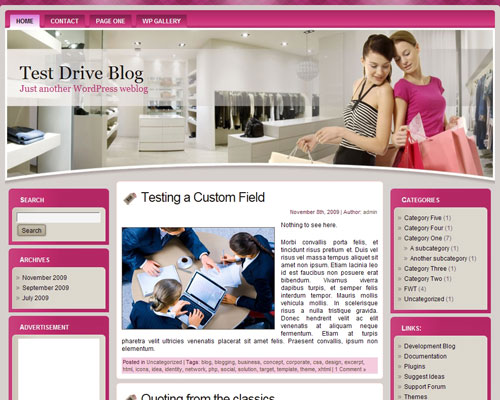 HOME CONTACT PAGE ONE WP GALLERY
Test Drive Blog
Just another WordPress weblog
SEARCH
Search
ARCHIVES
» November 2009
» September 2009
» July 2009
ADVERTISEMENT
Testing a Custom Field
November 8th, 2009 | Author: admin
Nothing to see here.
Morbi convallis porta felis, et
tincidunt risus pretium et. Duis vel
risus vel massa tempus aliquet sit
amet non ipsum. Etiam lacinia leo
id est faucibus non posuere erat
bibendum. Vivamus viverra
dapibus turpis, et semper felis
interdum tempor. Mauris mollis
vehicula mollis. In scelerisque
risus a nulla tristique gravida.
Donec hendrerit velit ac elit
venenatis at aliquam neque
fermentum. Etiam at turpis
pharetra velit ultricies venenatis placerat sit amet felis. Praesent convallis, ipsum non
elementum.
Posted in Uncategorized | Tags: blog, blogging, business, concept, corporate, css, design, excerpt,
html, icons, idea, identity, network, php, social, solution, target, template, theme, xhtml | 1 Comment »
Quoting from the classics
CATEGORIES
» Category Five (1)
» Category Four (1)
» Category One (7)
» A subcategory (1)
» Another subcategory (1)
» Category Three (1)
» Category Two (1)
» FWT (4)
» Uncategorized (1)
LINKS:
» Development Blog
» Documentation
» Plugins
» Suggest Ideas
» Support Forum
» Themes